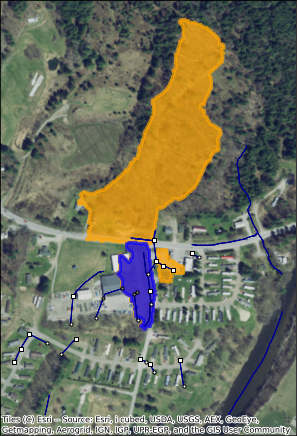 Tiles (C) Esri -- Source: Esri, i-cubed, USDA, USGS, AEX, GeoEye,
Getmapping, Aerogrid, IGN, IGP, UPR-EGP, and the GIS User Community